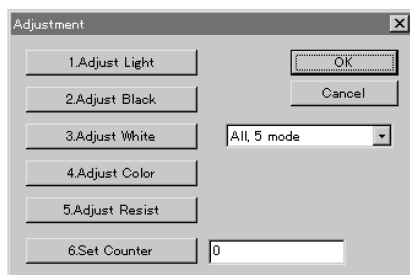 Adjustment
1.Adjust Light
OK
2.Adjust Black
Cancel
3.Adjust White
All, 5 mode
4.Adjust Color
5.Adjust Resist
6.Set Counter
0